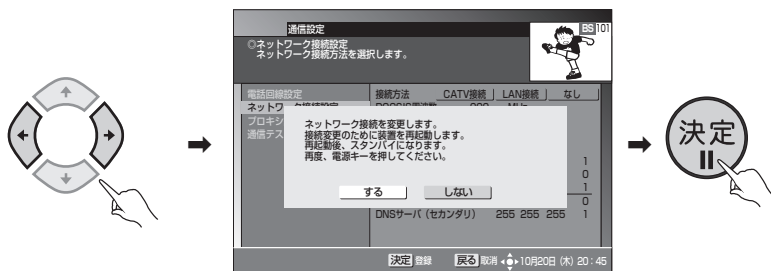 通信設定
BS 101
◎ネットワーク接続設定
ネットワーク接続方法を選択します。
電話回線設定
接続方法 CATV接続 LAN接続 なし
ネットワーク接続設定
プロキシ
通信テス
ネットワーク接続を変更します。
接続変更のために装置を再起動します。
再起動後、スタンバイになります。
再度、電源キーを押してください。
する しない
1
0
1
0
DNSサーバ（セカンダリ） 255 255 255 1
決定 登録 戻る 取消 10月20日（木）20：45
決定